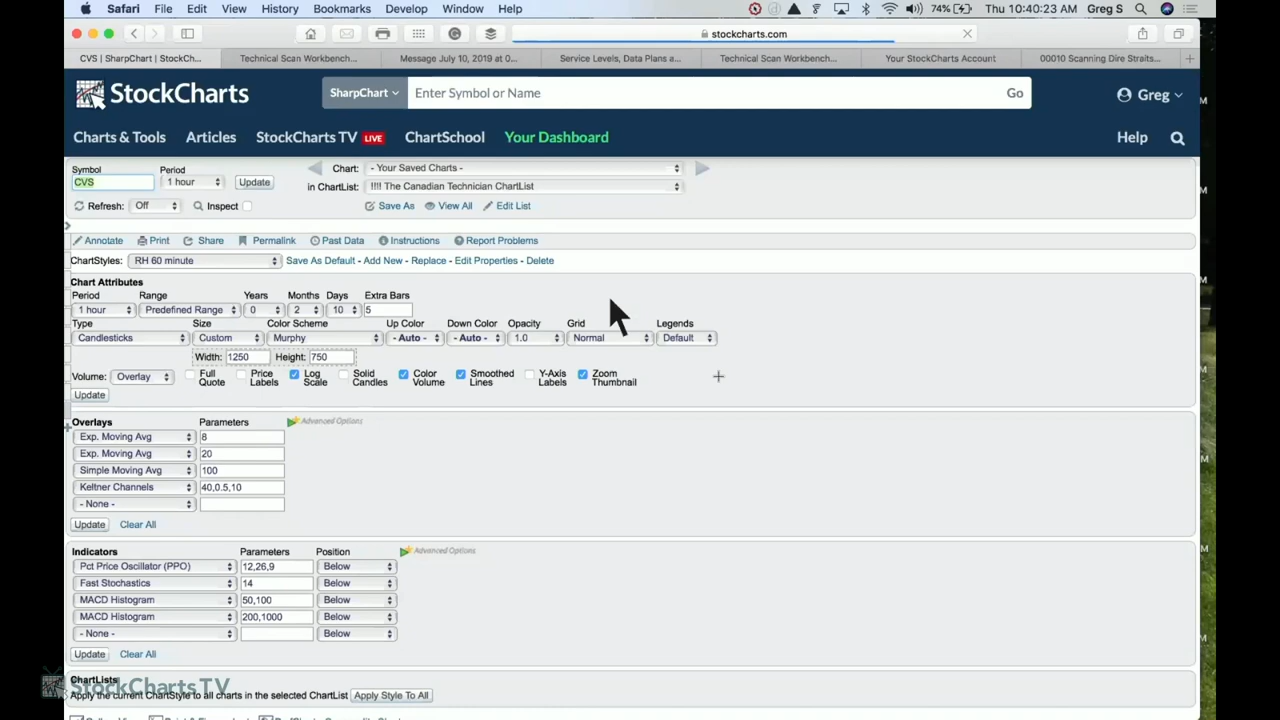 Safari File Edit View History Bookmarks Develop Window Help 74% Thu 10:40:23 AM Greg S
stockcharts.com
CVS | SharpChart | StockCh... Technical Scan Workbench... Message July 10, 2019 at 0... Service Levels, Data Plans a... Technical Scan Workbench... Your StockCharts Account 00010 Scanning Dire Straits... +
StockCharts SharpChart Enter Symbol or Name Go Greg
Charts & Tools Articles StockCharts TV LIVE ChartSchool Your Dashboard Help
Symbol Period Chart: - Your Saved Charts -
CVS 1 hour Update in ChartList: !!!! The Canadian Technician ChartList
Refresh: Off Inspect Save As View All Edit List
Annotate Print Share Permalink Past Data Instructions Report Problems
ChartStyles: RH 60 minute Save As Default - Add New - Replace - Edit Properties - Delete
Chart Attributes
Period Range Years Months Days Extra Bars
1 hour Predefined Range 0 2 10 5
Type Size Color Scheme Up Color Down Color Opacity Grid Legends
Candlesticks Custom Murphy - Auto - - Auto - 1.0 Normal Default
Width: 1250 Height: 750
Volume: Overlay Full Quote Price Labels Log Scale Solid Candles Color Volume Smoothed Lines Y-Axis Labels Zoom Thumbnail
Update
Overlays Parameters Advanced Options
Exp. Moving Avg 8
Exp. Moving Avg 20
Simple Moving Avg 100
Keltner Channels 40,0.5,10
- None -
Update Clear All
Indicators Parameters Position Advanced Options
Pct Price Oscillator (PPO) 12,26,9 Below
Fast Stochastics 14 Below
MACD Histogram 50,100 Below
MACD Histogram 200,1000 Below
- None - Below
Update Clear All
ChartLists
StockChartsTV
Apply the current ChartStyle to all charts in the selected ChartList Apply Style To All